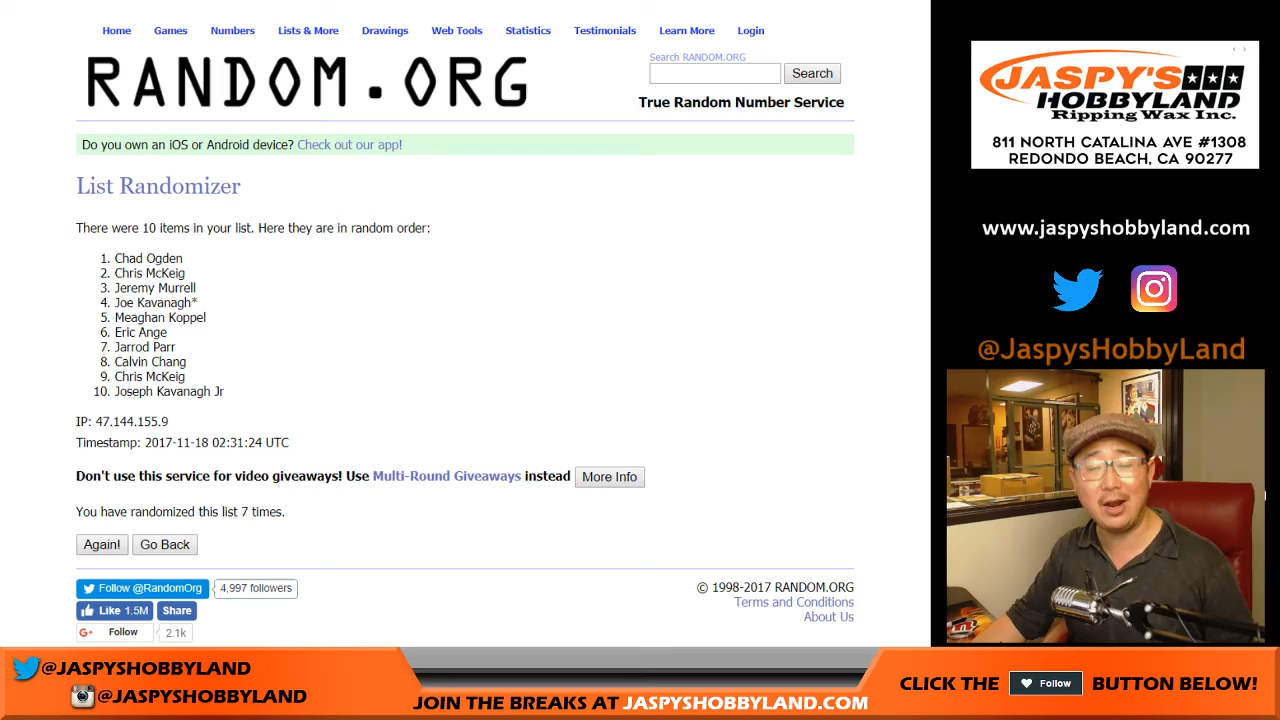 Home Games Numbers Lists & More Drawings Web Tools Statistics Testimonials Learn More Login
RANDOM.ORG
Search RANDOM.ORG
Search
True Random Number Service
Do you own an iOS or Android device? Check out our app!
List Randomizer
There were 10 items in your list. Here they are in random order:
1. Chad Ogden
2. Chris McKeig
3. Jeremy Murrell
4. Joe Kavanagh*
5. Meaghan Koppel
6. Eric Ange
7. Jarrod Parr
8. Calvin Chang
9. Chris McKeig
10. Joseph Kavanagh Jr
IP: 47.144.155.9
Timestamp: 2017-11-18 02:31:24 UTC
Don't use this service for video giveaways! Use Multi-Round Giveaways instead More Info
You have randomized this list 7 times.
Again! Go Back
Follow @RandomOrg 4,997 followers
Like 1.5M Share
G+ Follow 2.1k
© 1998-2017 RANDOM.ORG
Terms and Conditions
About Us
JASPY'S
HOBBYLAND
Ripping Wax Inc.
811 NORTH CATALINA AVE #1308
REDONDO BEACH, CA 90277
www.jaspyshobbyland.com
@JaspysHobbyLand
@JASPYSHOBBYLAND
@JASPYSHOBBYLAND
JOIN THE BREAKS AT JASPYSHOBBYLAND.COM
CLICK THE Follow BUTTON BELOW!